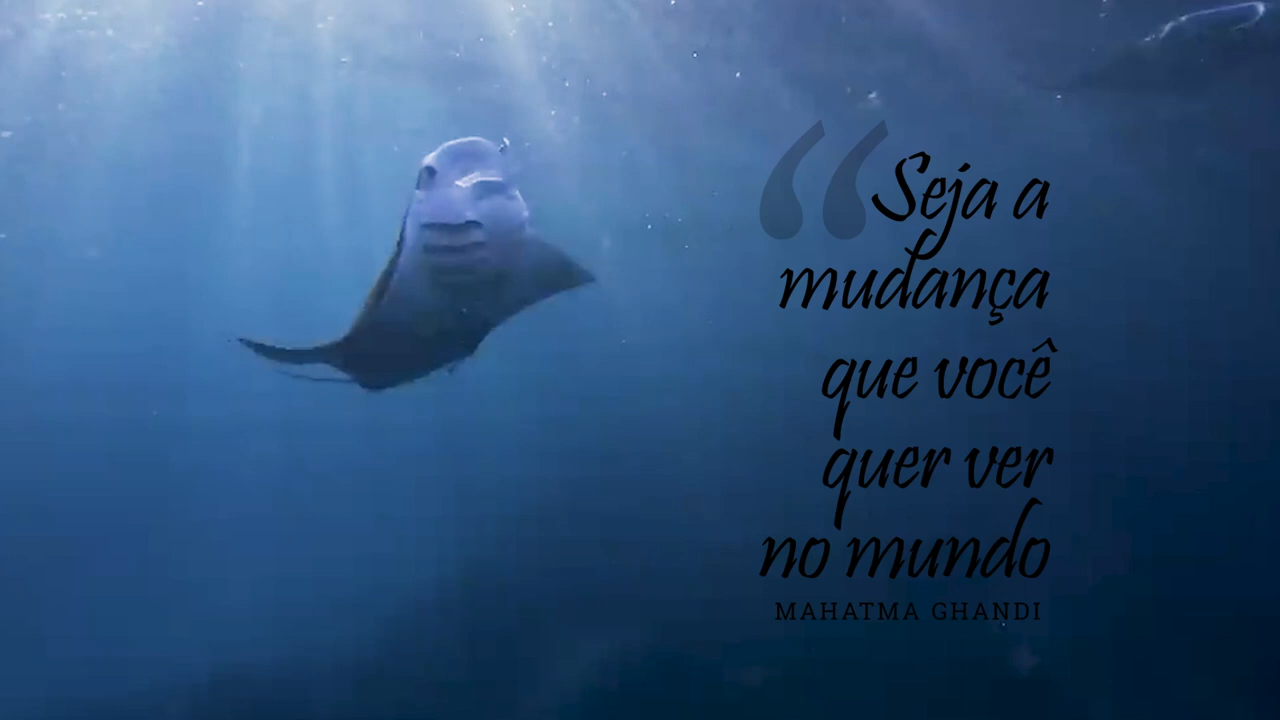 “Seja a
mudança
que você
quer ver
no mundo
MAHATMA GHANDI